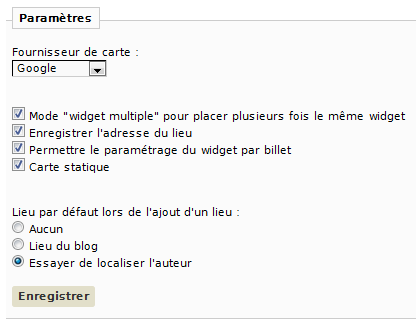 Paramètres
Fournisseur de carte :
Google
Mode "widget multiple" pour placer plusieurs fois le même widget
Enregistrer l'adresse du lieu
Permettre le paramétrage du widget par billet
Carte statique
Lieu par défaut lors de l'ajout d'un lieu :
Aucun
Lieu du blog
Essayer de localiser l'auteur
Enregistrer